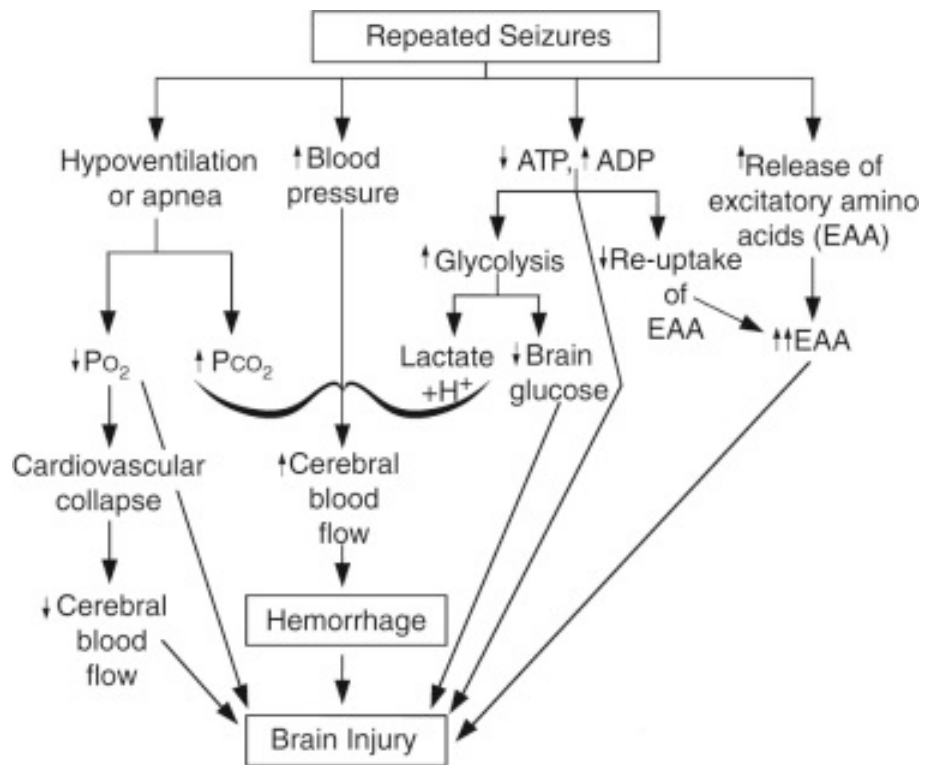 Repeated Seizures
Hypoventilation
or apnea
↑Blood
pressure
↓ ATP, ↑ ADP
↑Release of
excitatory amino
acids (EAA)
↑Glycolysis
↓Re-uptake
of
EAA
↓PO₂
↑ PCO₂
Lactate
+H⁺
↓Brain
glucose
↑↑EAA
Cardiovascular
collapse
↑Cerebral
blood
flow
↓Cerebral
blood
flow
Hemorrhage
Brain Injury